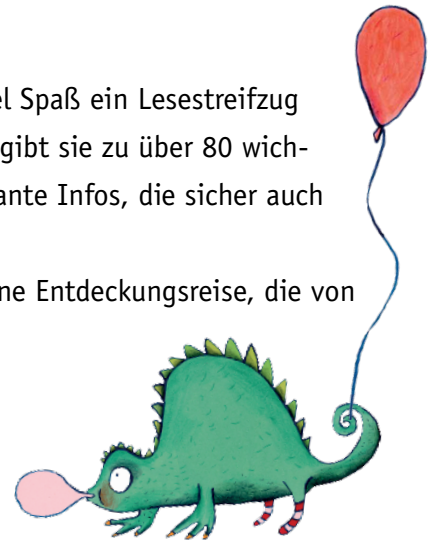 el Spaß ein Lesestreifzug
gibt sie zu über 80 wich-
ante Infos, die sicher auch
ne Entdeckungsreise, die von